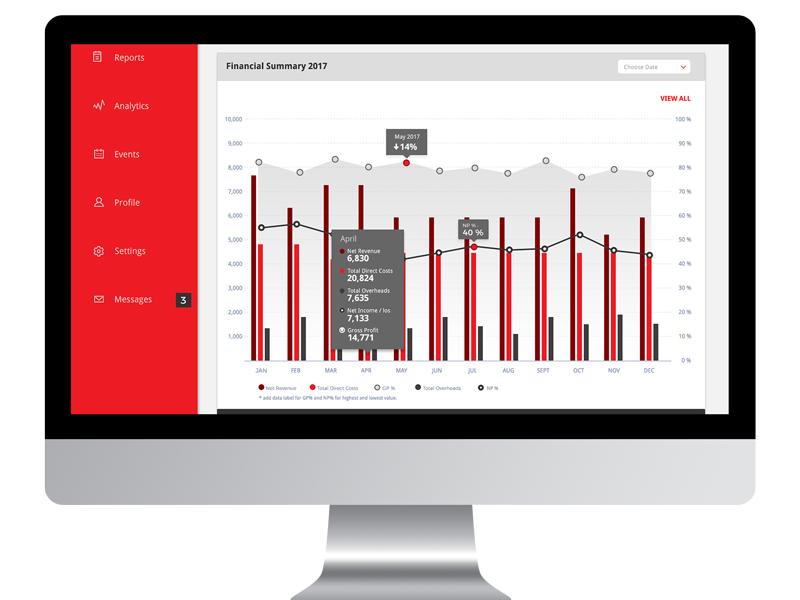 Reports
Analytics
Events
Profile
Settings
Messages
3
Financial Summary 2017
Choose Date
VIEW ALL
10,000
9,000
8,000
7,000
6,000
5,000
4,000
3,000
2,000
1,000
100 %
90 %
80 %
70 %
60 %
50 %
40 %
30 %
20 %
10 %
0 %
May 2017
14%
NP % -
40 %
April
Net Revenue
6,830
Total Direct Costs
20,824
Total Overheads
7,635
Net Income / los
7,133
Gross Profit
14,771
JAN FEB MAR APR MAY JUN JUL AUG SEPT OCT NOV DEC
Net Revenue Total Direct Costs GP % Total Overheads NP %
* add data label for GP% and NP% for highest and lowest value.